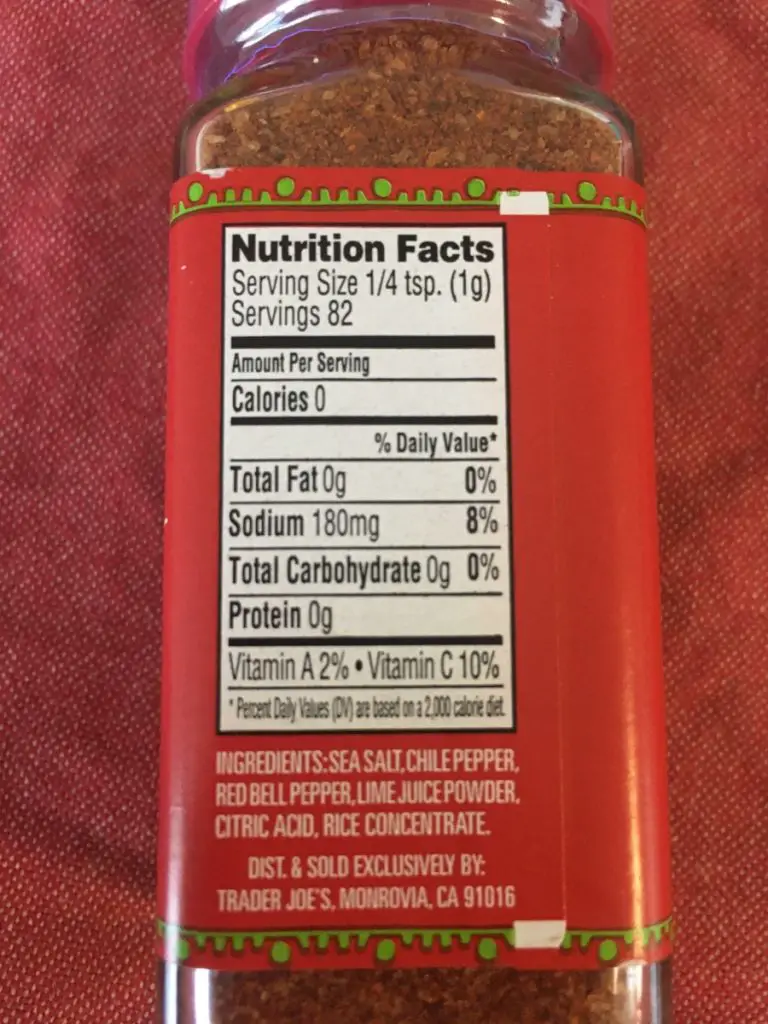 Nutrition Facts
Serving Size 1/4 tsp. (1g)
Servings 82
Amount Per Serving
Calories 0
% Daily Value*
Total Fat 0g 0%
Sodium 180mg 8%
Total Carbohydrate 0g 0%
Protein 0g
Vitamin A 2% • Vitamin C 10%
* Percent Daily Values (DV) are based on a 2,000 calorie diet.
INGREDIENTS: SEA SALT, CHILE PEPPER,
RED BELL PEPPER, LIME JUICE POWDER,
CITRIC ACID, RICE CONCENTRATE.
DIST. & SOLD EXCLUSIVELY BY:
TRADER JOE'S, MONROVIA, CA 91016